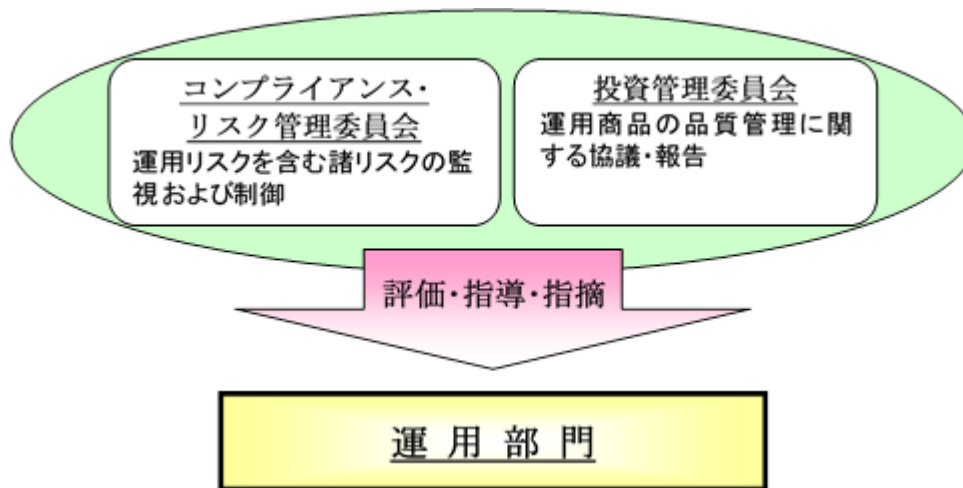 コンプライアンス・
リスク管理委員会
運用リスクを含む諸リスクの監
視および制御
投資管理委員会
運用商品の品質管理に関
する協議・報告
評価・指導・指摘
運用部門